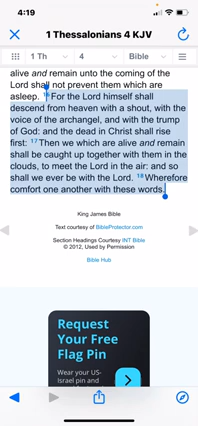 4:19
1 Thessalonians 4 KJV
1 Th
4
Bible
alive and remain unto the coming of the
Lord shall not prevent them which are
asleep. 16 For the Lord himself shall
descend from heaven with a shout, with the
voice of the archangel, and with the trump
of God: and the dead in Christ shall rise
first: 17 Then we which are alive and remain
shall be caught up together with them in the
clouds, to meet the Lord in the air: and so
shall we ever be with the Lord. 18 Wherefore
comfort one another with these words.
King James Bible
Text courtesy of BibleProtector.com
Section Headings Courtesy INT Bible
© 2012, Used by Permission
Bible Hub
Request
Your Free
Flag Pin
Wear your US-
Israel pin and